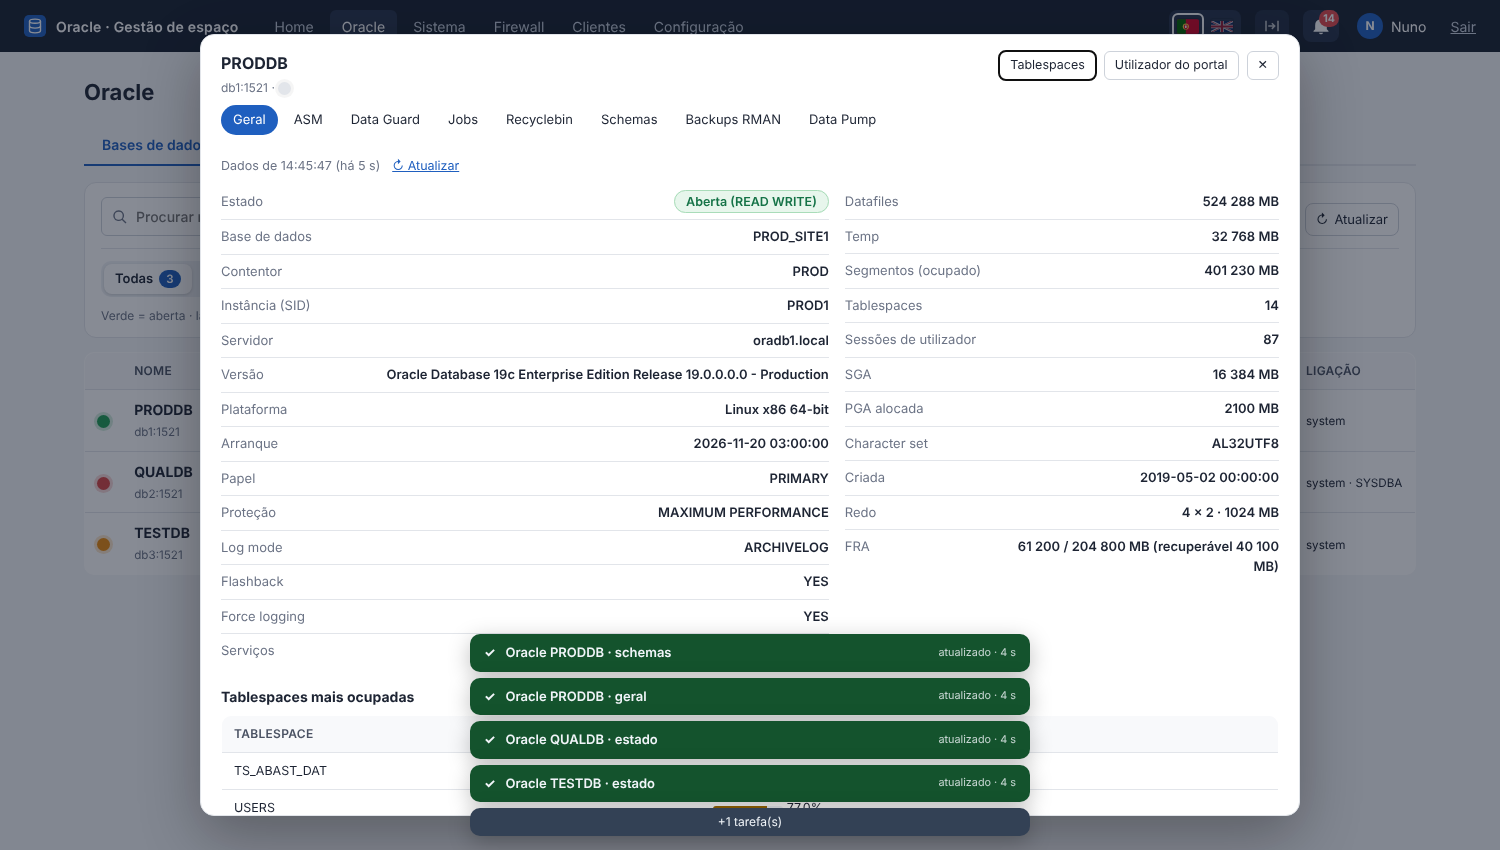 Oracle · Gestão de espaço
Home
Oracle
Sistema
Firewall
Clientes
Configuração
14
N
Nuno
Sair
Oracle
Bases de dado
Procurar
Atualizar
Todas 3
Verde = aberta ·
NOME
LIGAÇÃO
PRODDB
db1:1521
system
QUALDB
db2:1521
system · SYSDBA
TESTDB
db3:1521
system
PRODDB
db1:1521 ·
Tablespaces
Utilizador do portal
×
Geral
ASM
Data Guard
Jobs
Recyclebin
Schemas
Backups RMAN
Data Pump
Dados de 14:45:47 (há 5 s)
↻ Atualizar
Estado Aberta (READ WRITE)
Base de dados PROD_SITE1
Contentor PROD
Instância (SID) PROD1
Servidor oradb1.local
Versão Oracle Database 19c Enterprise Edition Release 19.0.0.0.0 - Production
Plataforma Linux x86 64-bit
Arranque 2026-11-20 03:00:00
Papel PRIMARY
Proteção MAXIMUM PERFORMANCE
Log mode ARCHIVELOG
Flashback YES
Force logging YES
Serviços
Datafiles 524 288 MB
Temp 32 768 MB
Segmentos (ocupado) 401 230 MB
Tablespaces 14
Sessões de utilizador 87
SGA 16 384 MB
PGA alocada 2100 MB
Character set AL32UTF8
Criada 2019-05-02 00:00:00
Redo 4 × 2 · 1024 MB
FRA 61 200 / 204 800 MB (recuperável 40 100
MB)
Tablespaces mais ocupadas
TABLESPACE
TS_ABAST_DAT
USERS 77.0%
✓ Oracle PRODDB · schemas atualizado · 4 s
✓ Oracle PRODDB · geral atualizado · 4 s
✓ Oracle QUALDB · estado atualizado · 4 s
✓ Oracle TESTDB · estado atualizado · 4 s
+1 tarefa(s)